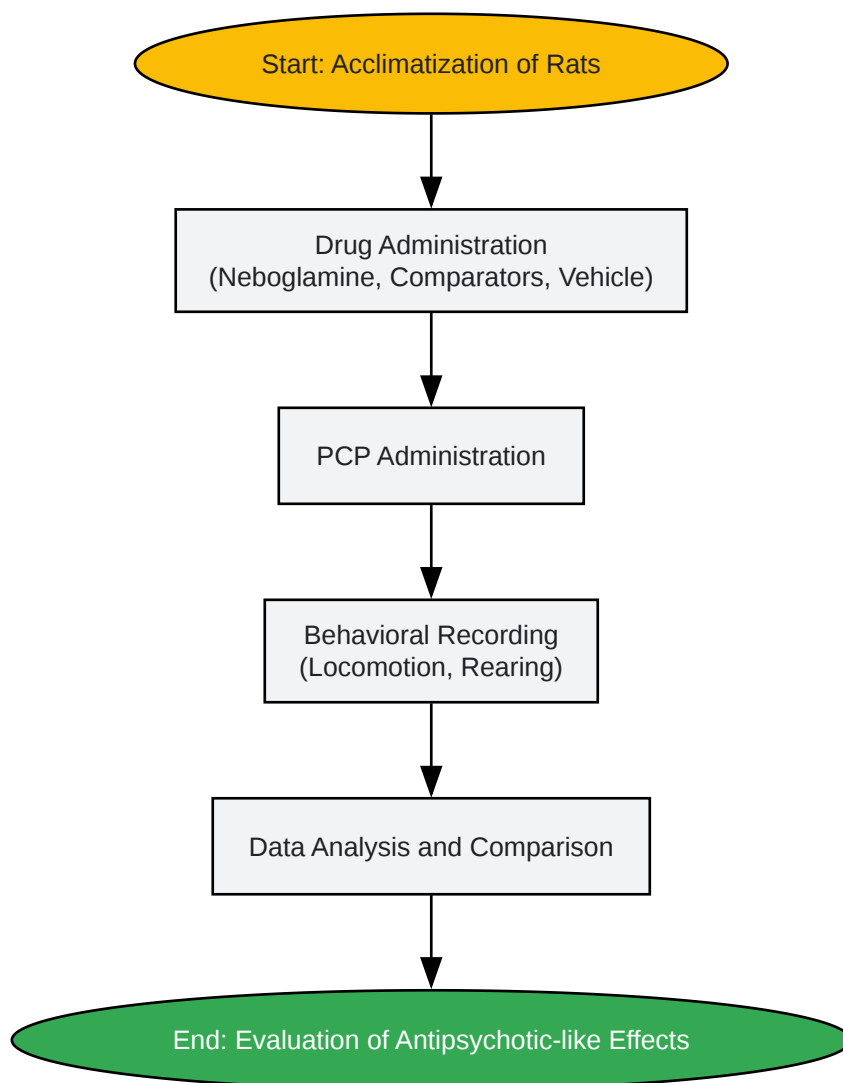 Start: Acclimatization of Rats
Drug Administration
(Neboglamine, Comparators, Vehicle)
PCP Administration
Behavioral Recording
(Locomotion, Rearing)
Data Analysis and Comparison
End: Evaluation of Antipsychotic-like Effects